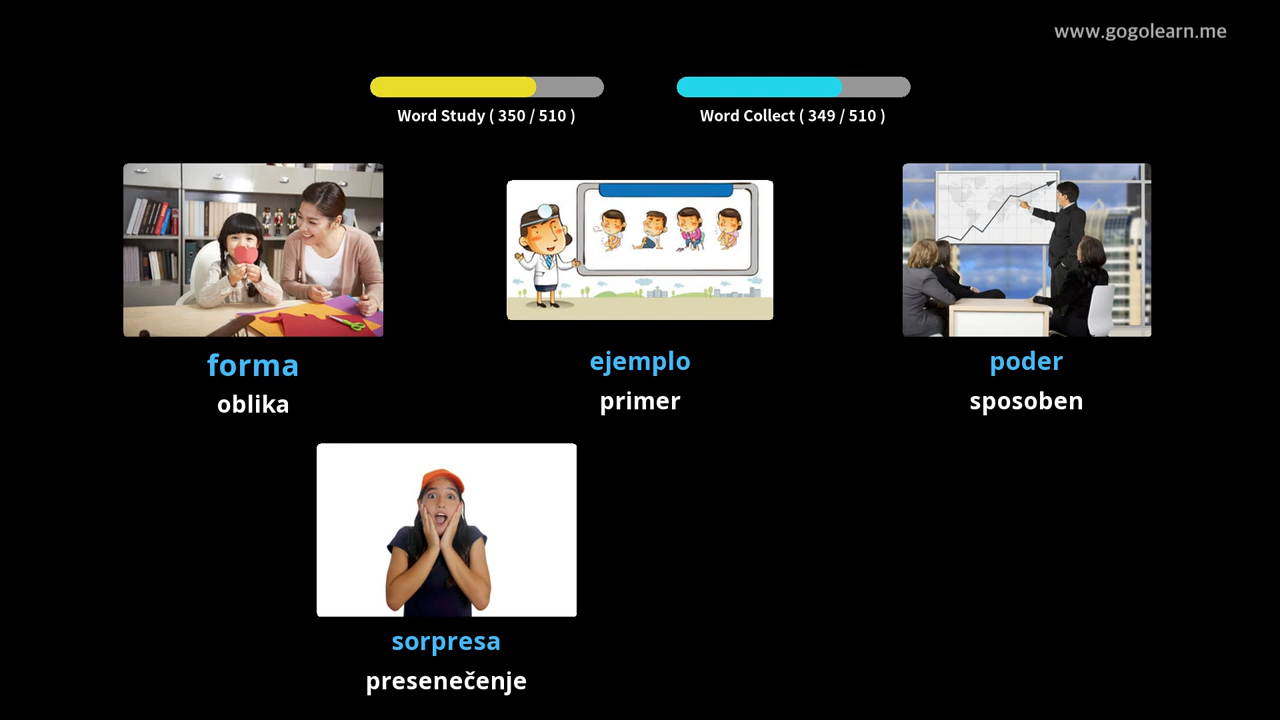 www.gogolearn.me
Word Study ( 350 / 510 )
Word Collect ( 349 / 510 )
forma
oblika
ejemplo
primer
poder
sposoben
sorpresa
presenečenje